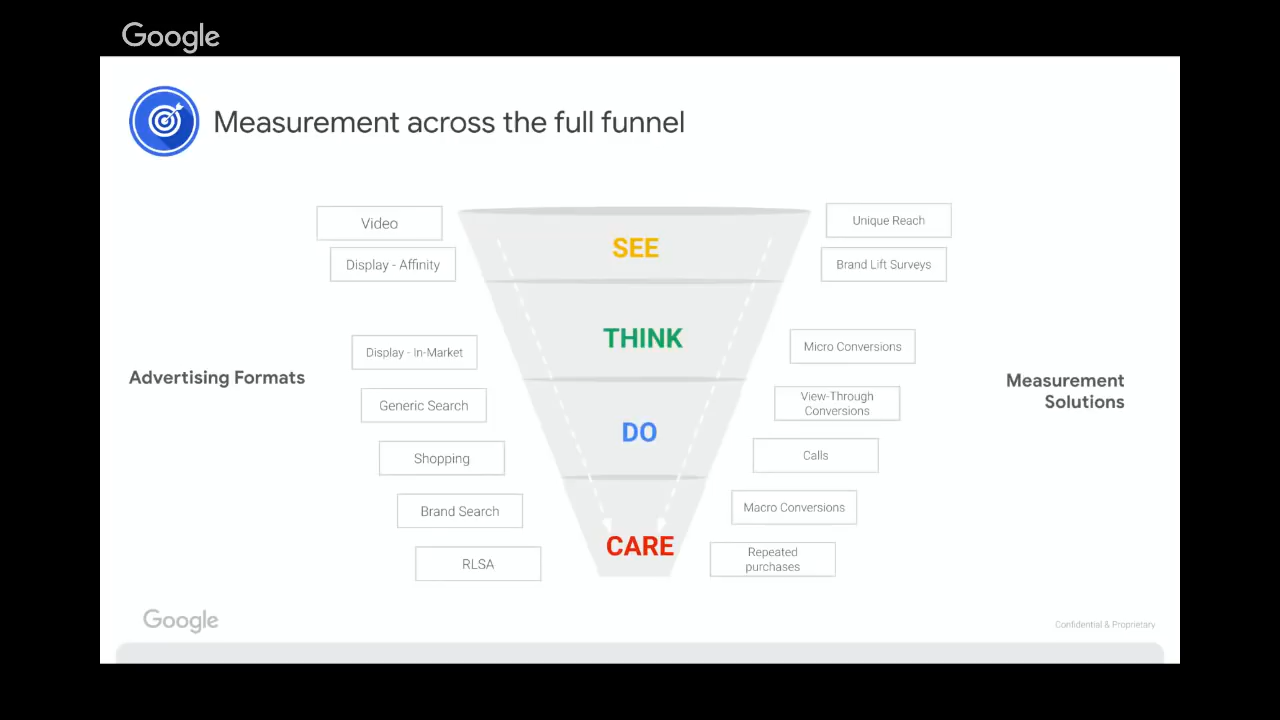 Google
Measurement across the full funnel
Video
Display - Affinity
Display - In-Market
Advertising Formats
Generic Search
Shopping
Brand Search
RLSA
SEE
THINK
DO
CARE
Unique Reach
Brand Lift Surveys
Micro Conversions
View-Through
Conversions
Measurement
Solutions
Calls
Macro Conversions
Repeated
purchases
Google
Confidential & Proprietary